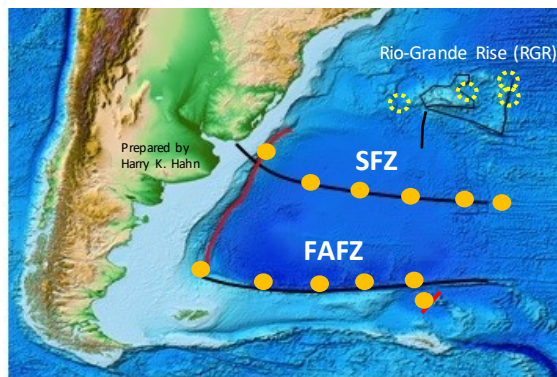 Rio-Grande Rise (RGR)
Prepared by
Harry K. Hahn
SFZ
FAFZ